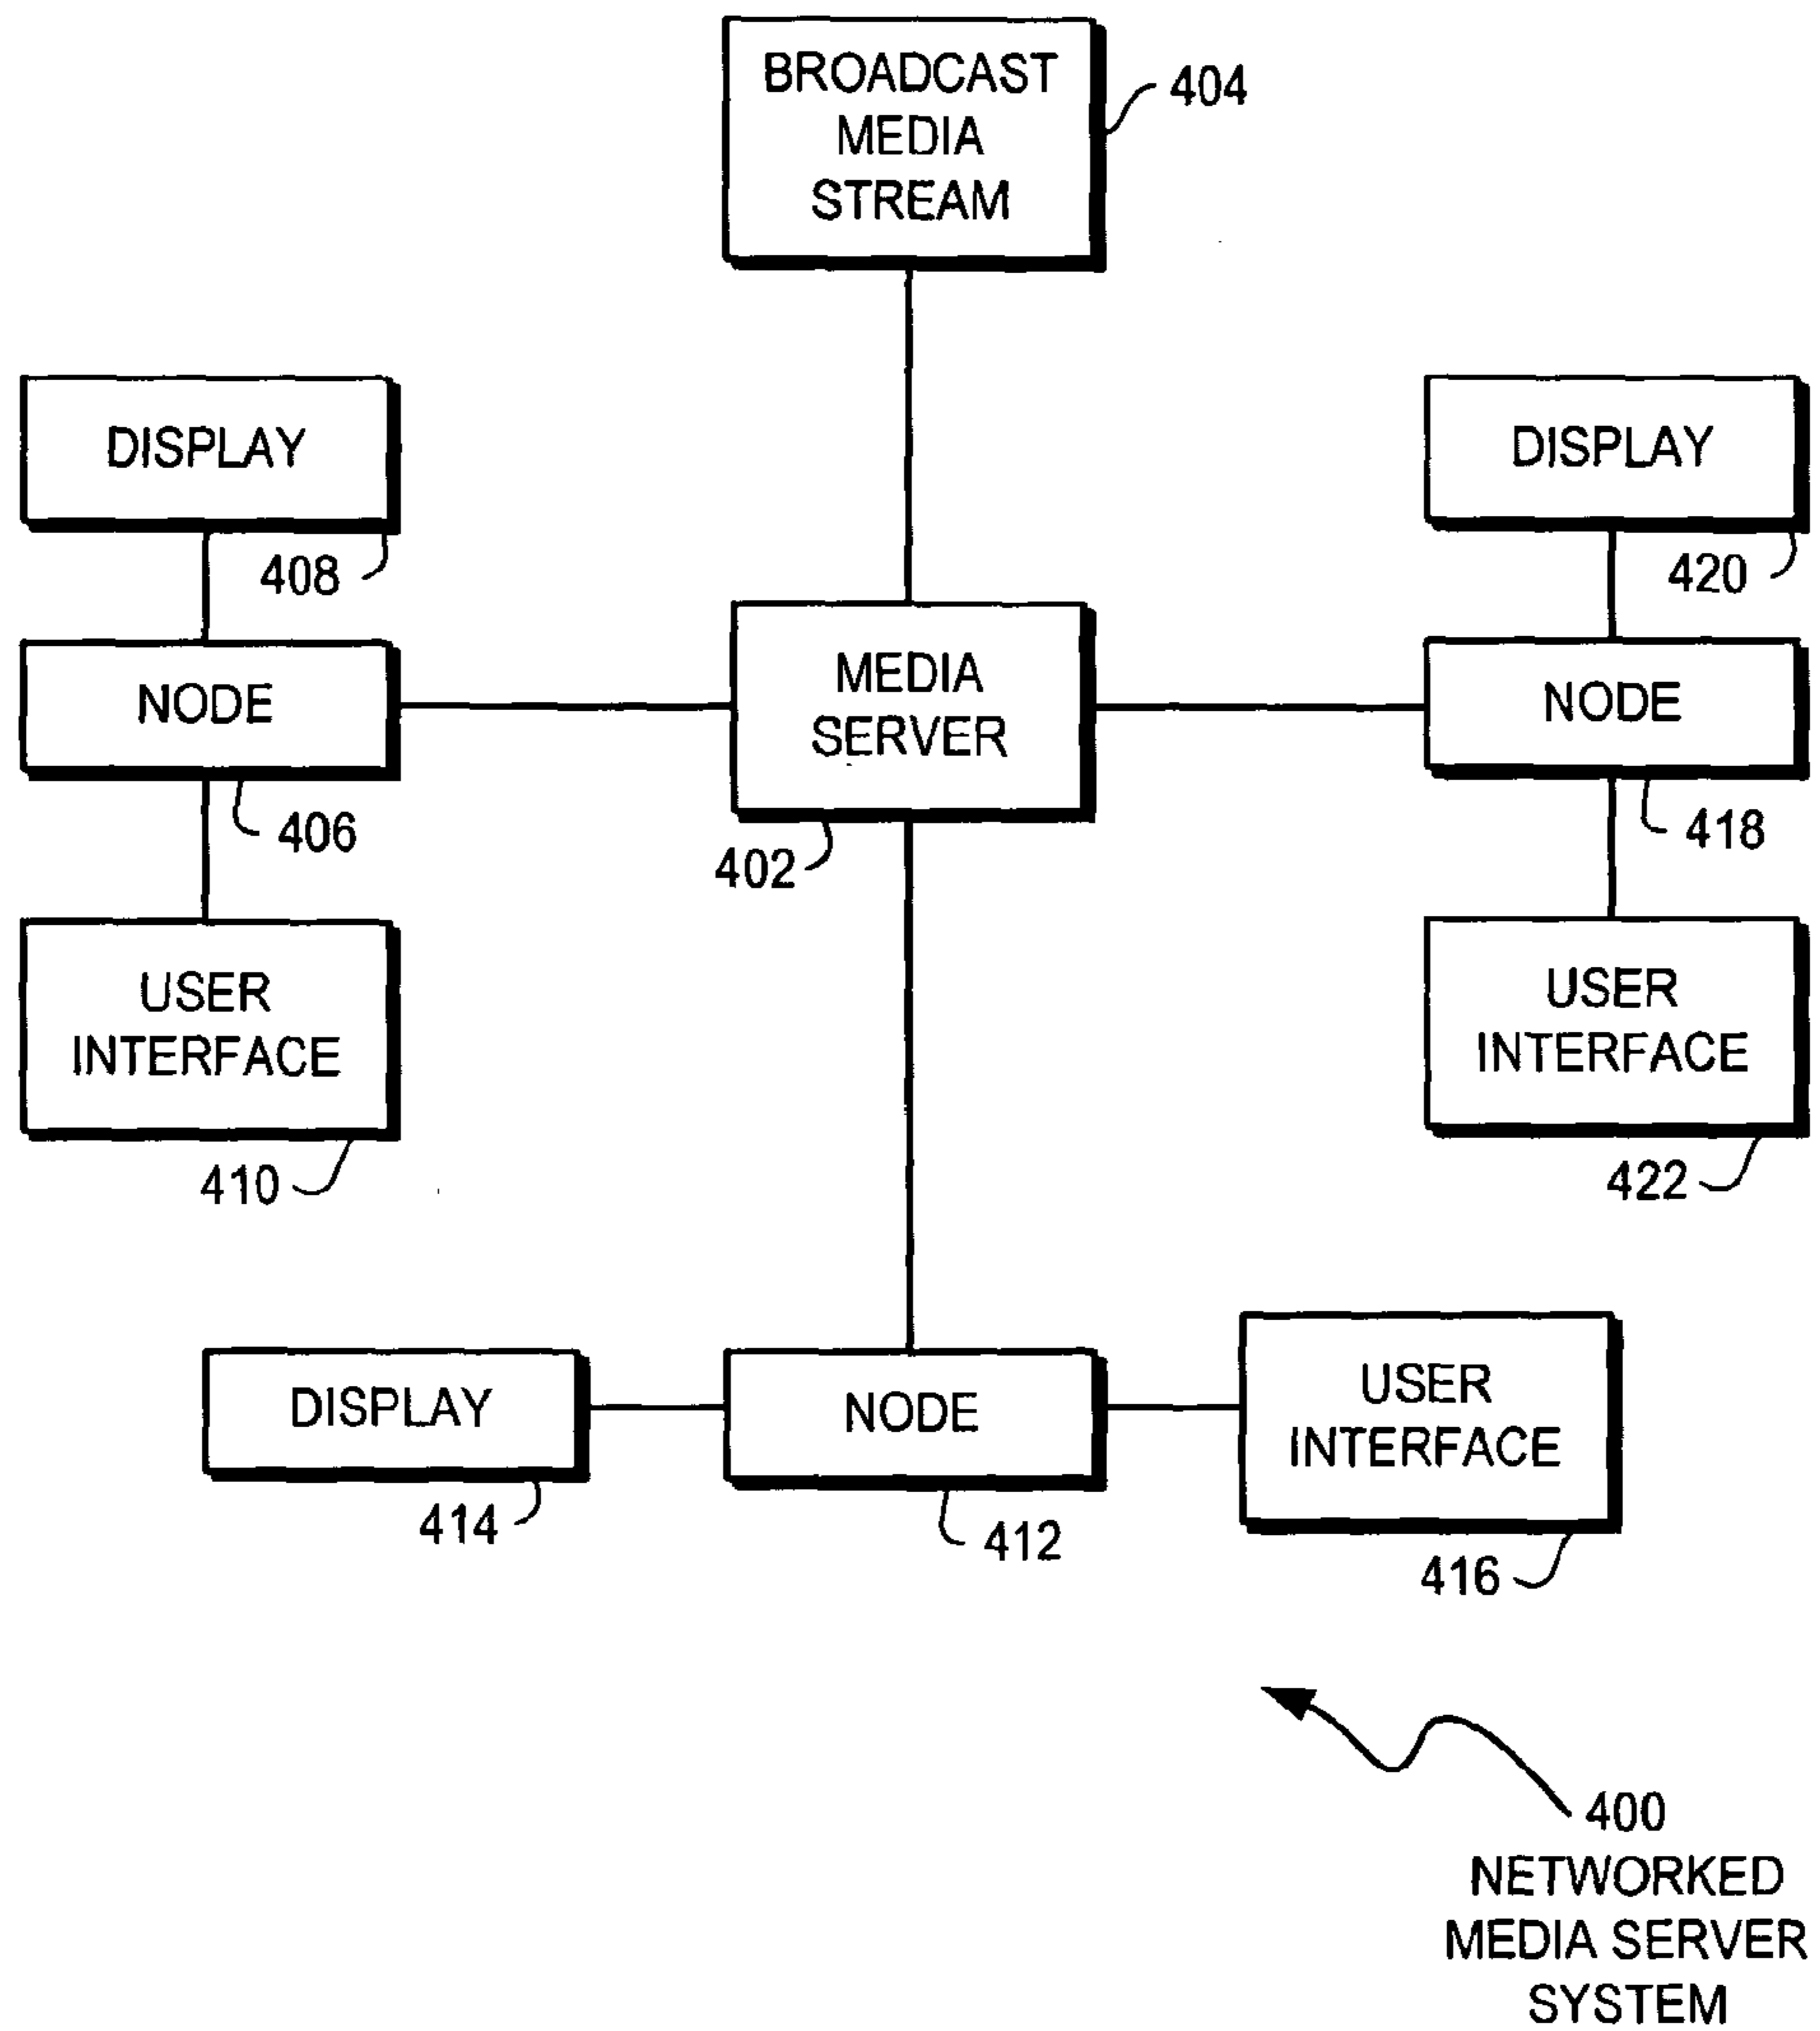 BROADCAST
MEDIA
STREAM
404
DISPLAY
408
DISPLAY
420
NODE
406
MEDIA
SERVER
402
NODE
418
USER
INTERFACE
410
USER
INTERFACE
422
DISPLAY
414
NODE
412
USER
INTERFACE
416
400
NETWORKED
MEDIA SERVER
SYSTEM